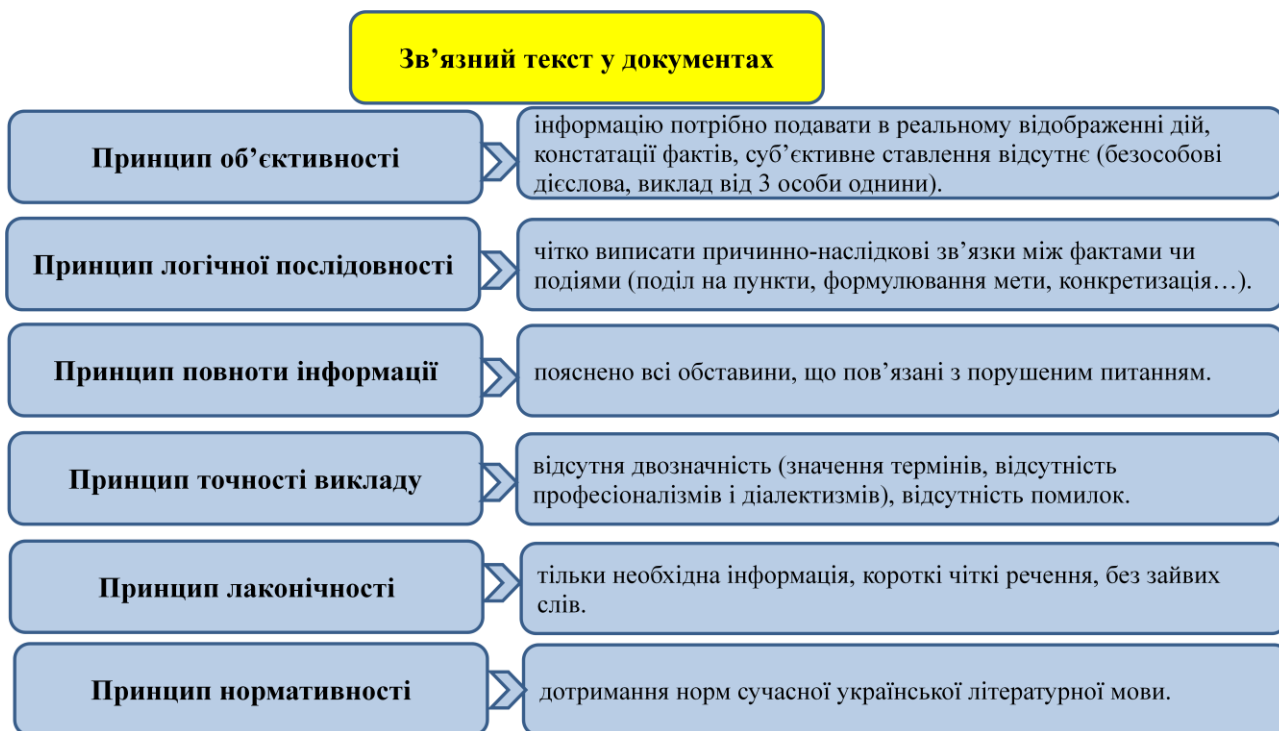 Зв’язний текст у документах
Принцип об’єктивності
інформацію потрібно подавати в реальному відображенні дій,
констатації фактів, суб’єктивне ставлення відсутнє (безособові
дієслова, виклад від 3 особи однини).
Принцип логічної послідовності
чітко виписати причинно-наслідкові зв’язки між фактами чи
подіями (поділ на пункти, формулювання мети, конкретизація…).
Принцип повноти інформації
пояснено всі обставини, що пов’язані з порушеним питанням.
Принцип точності викладу
відсутня двозначність (значення термінів, відсутність
професіоналізмів і діалектизмів), відсутність помилок.
Принцип лаконічності
тільки необхідна інформація, короткі чіткі речення, без зайвих
слів.
Принцип нормативності
дотримання норм сучасної української літературної мови.